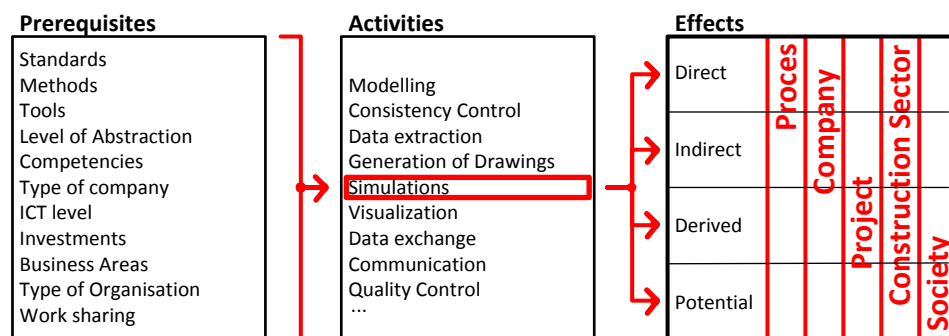 Prerequisites
Standards
Methods
Tools
Level of Abstraction
Competencies
Type of company
ICT level
Investments
Business Areas
Type of Organisation
Work sharing
Activities
Modelling
Consistency Control
Data extraction
Generation of Drawings
Simulations
Visualization
Data exchange
Communication
Quality Control
...
Effects
Direct
Indirect
Derived
Potential
Proces
Company
Project
Construction Sector
Society